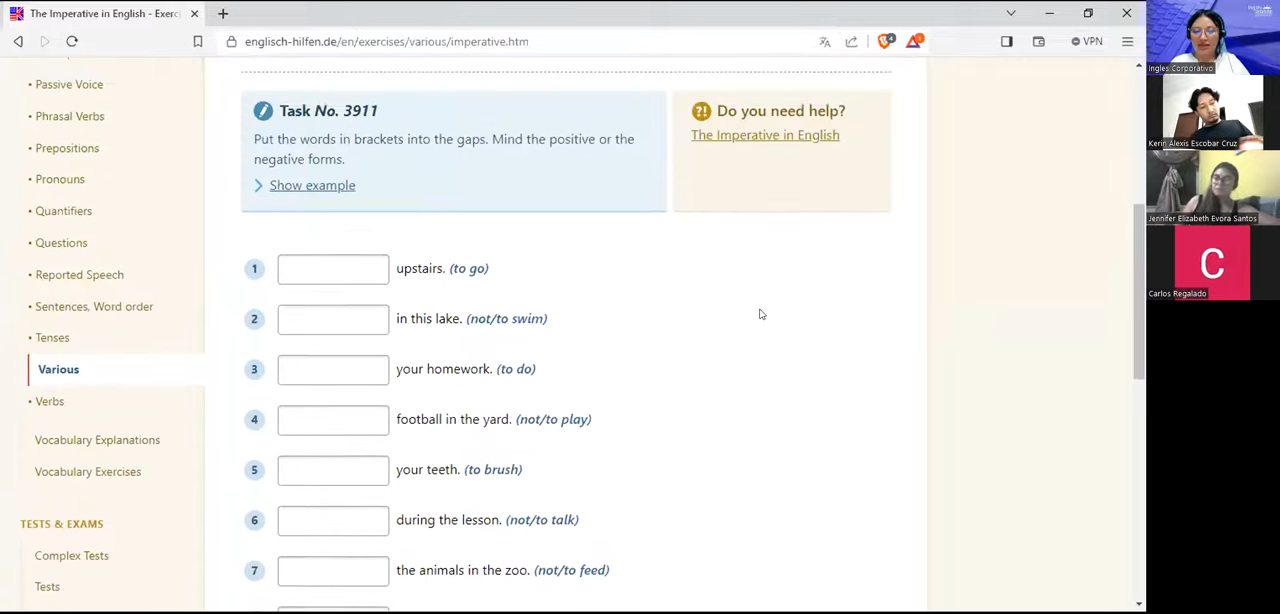 The Imperative in English - Exerci
englisch-hilfen.de/en/exercises/various/imperative.htm
VPN
• Passive Voice
• Phrasal Verbs
• Prepositions
• Pronouns
• Quantifiers
• Questions
• Reported Speech
• Sentences, Word order
• Tenses
Various
• Verbs
Vocabulary Explanations
Vocabulary Exercises
TESTS & EXAMS
Complex Tests
Tests
Task No. 3911
Put the words in brackets into the gaps. Mind the positive or the
negative forms.
Show example
Do you need help?
The Imperative in English
1 upstairs. (to go)
2 in this lake. (not/to swim)
3 your homework. (to do)
4 football in the yard. (not/to play)
5 your teeth. (to brush)
6 during the lesson. (not/to talk)
7 the animals in the zoo. (not/to feed)
Ingles Corporativo
Kerin Alexis Escobar Cruz
Jennifer Elizabeth Evora Santos
C
Carlos Regalado